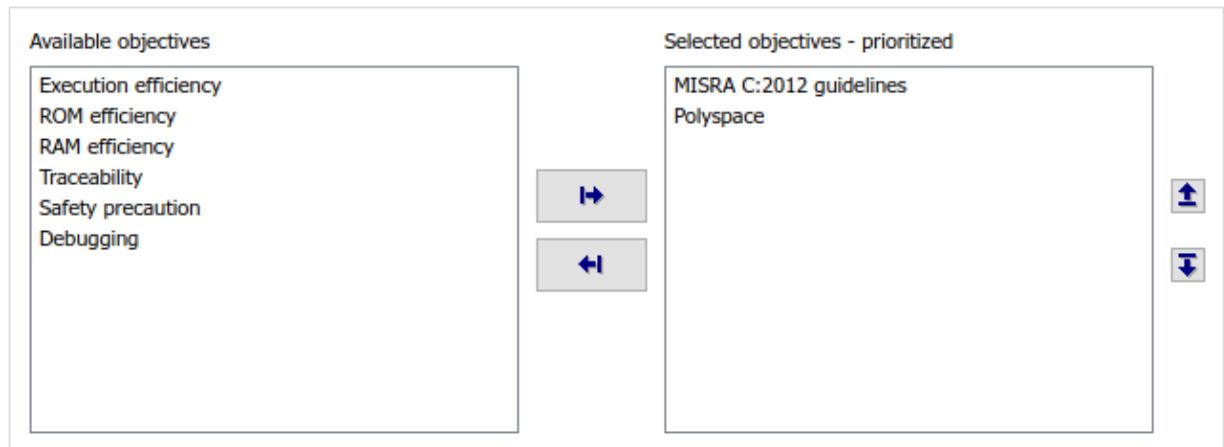 Available objectives
Execution efficiency
ROM efficiency
RAM efficiency
Traceability
Safety precaution
Debugging
Selected objectives - prioritized
MISRA C:2012 guidelines
Polyspace